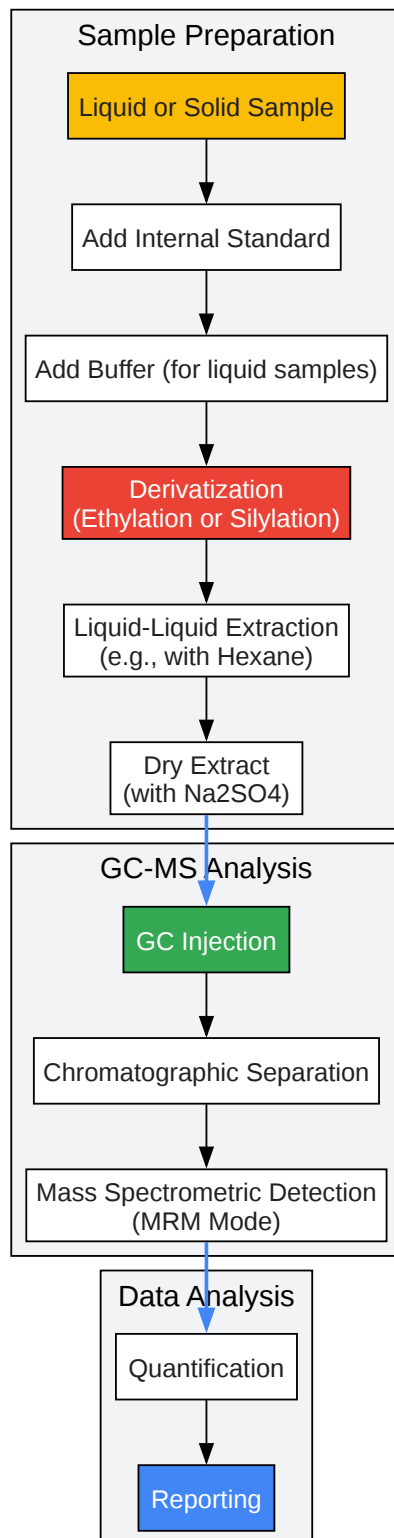 Sample Preparation
Liquid or Solid Sample
Add Internal Standard
Add Buffer (for liquid samples)
Derivatization
(Ethylation or Silylation)
Liquid-Liquid Extraction
(e.g., with Hexane)
Dry Extract
(with Na2SO4)
GC-MS Analysis
GC Injection
Chromatographic Separation
Mass Spectrometric Detection
(MRM Mode)
Data Analysis
Quantification
Reporting